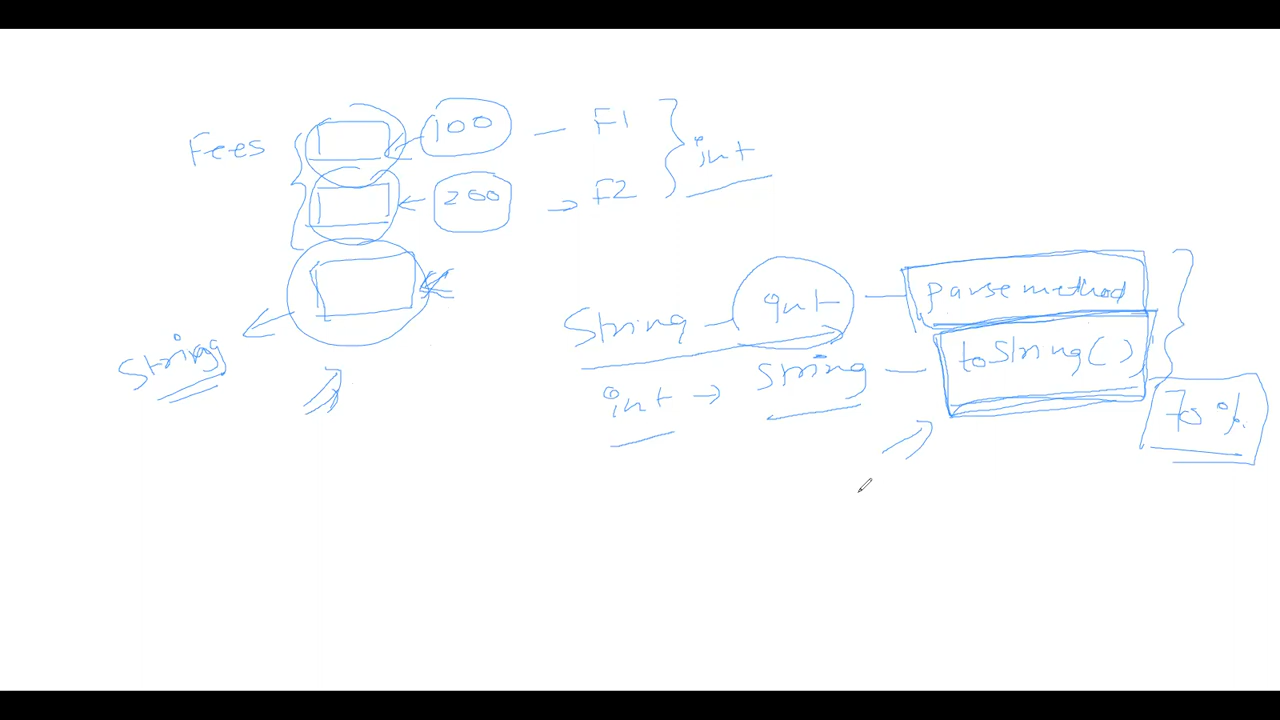 Fees 100 — F1
200 → F2
int
String
String — int — parse method
int → String — toString()
70%